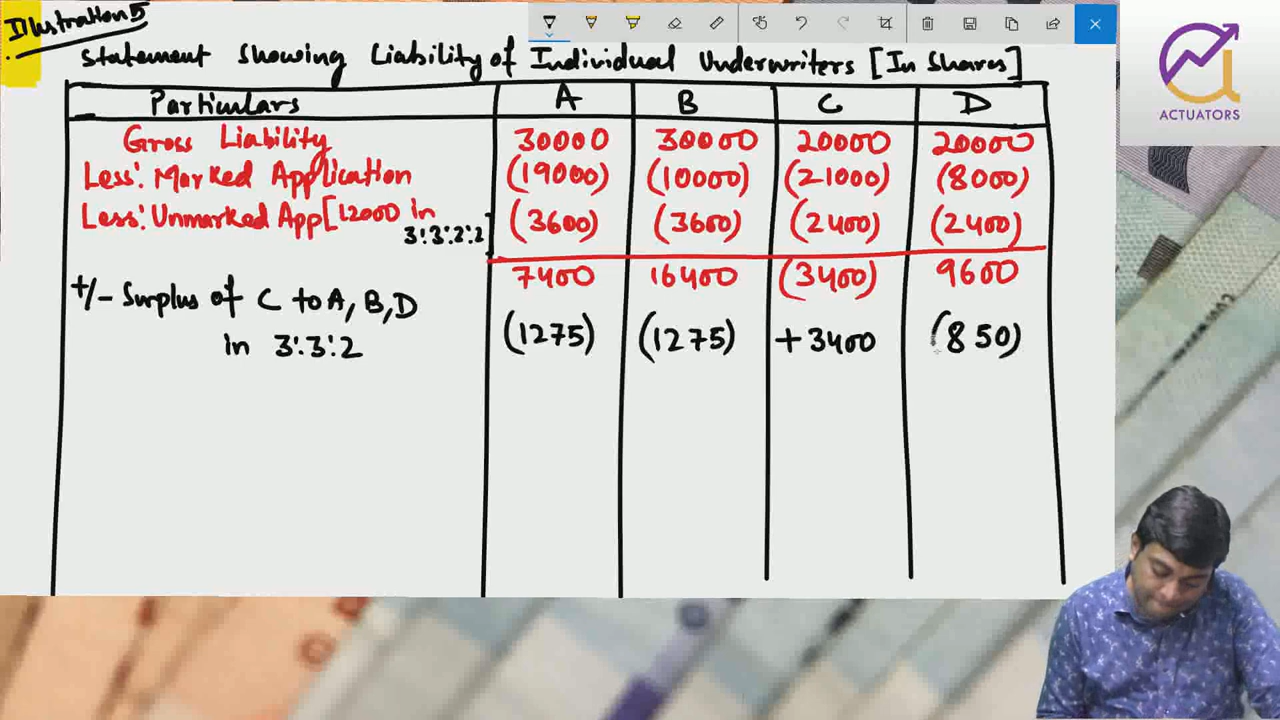 Illustration 5
Statement Showing Liability of Individual Underwriters [In Shares]
Particulars A B C D
Gross Liability 30000 30000 20000 20000
Less: Marked Application (19000) (10000) (21000) (8000)
Less: Unmarked App [12000 in 3:3:2:2] (3600) (3600) (2400) (2400)
7400 16400 (3400) 9600
+/- Surplus of C to A, B, D
in 3:3:2 (1275) (1275) +3400 (850)
ACTUATORS